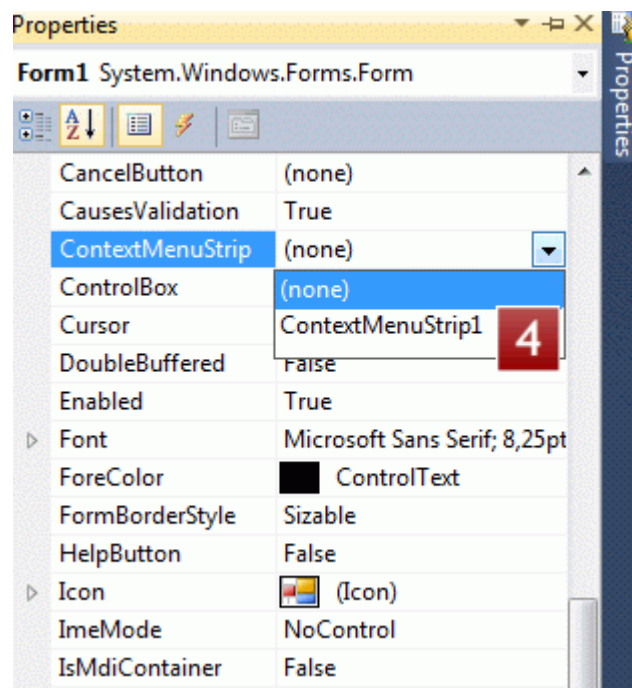 Properties
Form1 System.Windows.Forms.Form
A
Z
CancelButton (none)
CausesValidation True
ContextMenuStrip (none)
(none)
ControlBox
Cursor ContextMenuStrip1
4
DoubleBuffered False
Enabled True
Font Microsoft Sans Serif; 8,25pt
ForeColor ControlText
FormBorderStyle Sizable
HelpButton False
Icon (Icon)
ImeMode NoControl
IsMdiContainer False
Properties